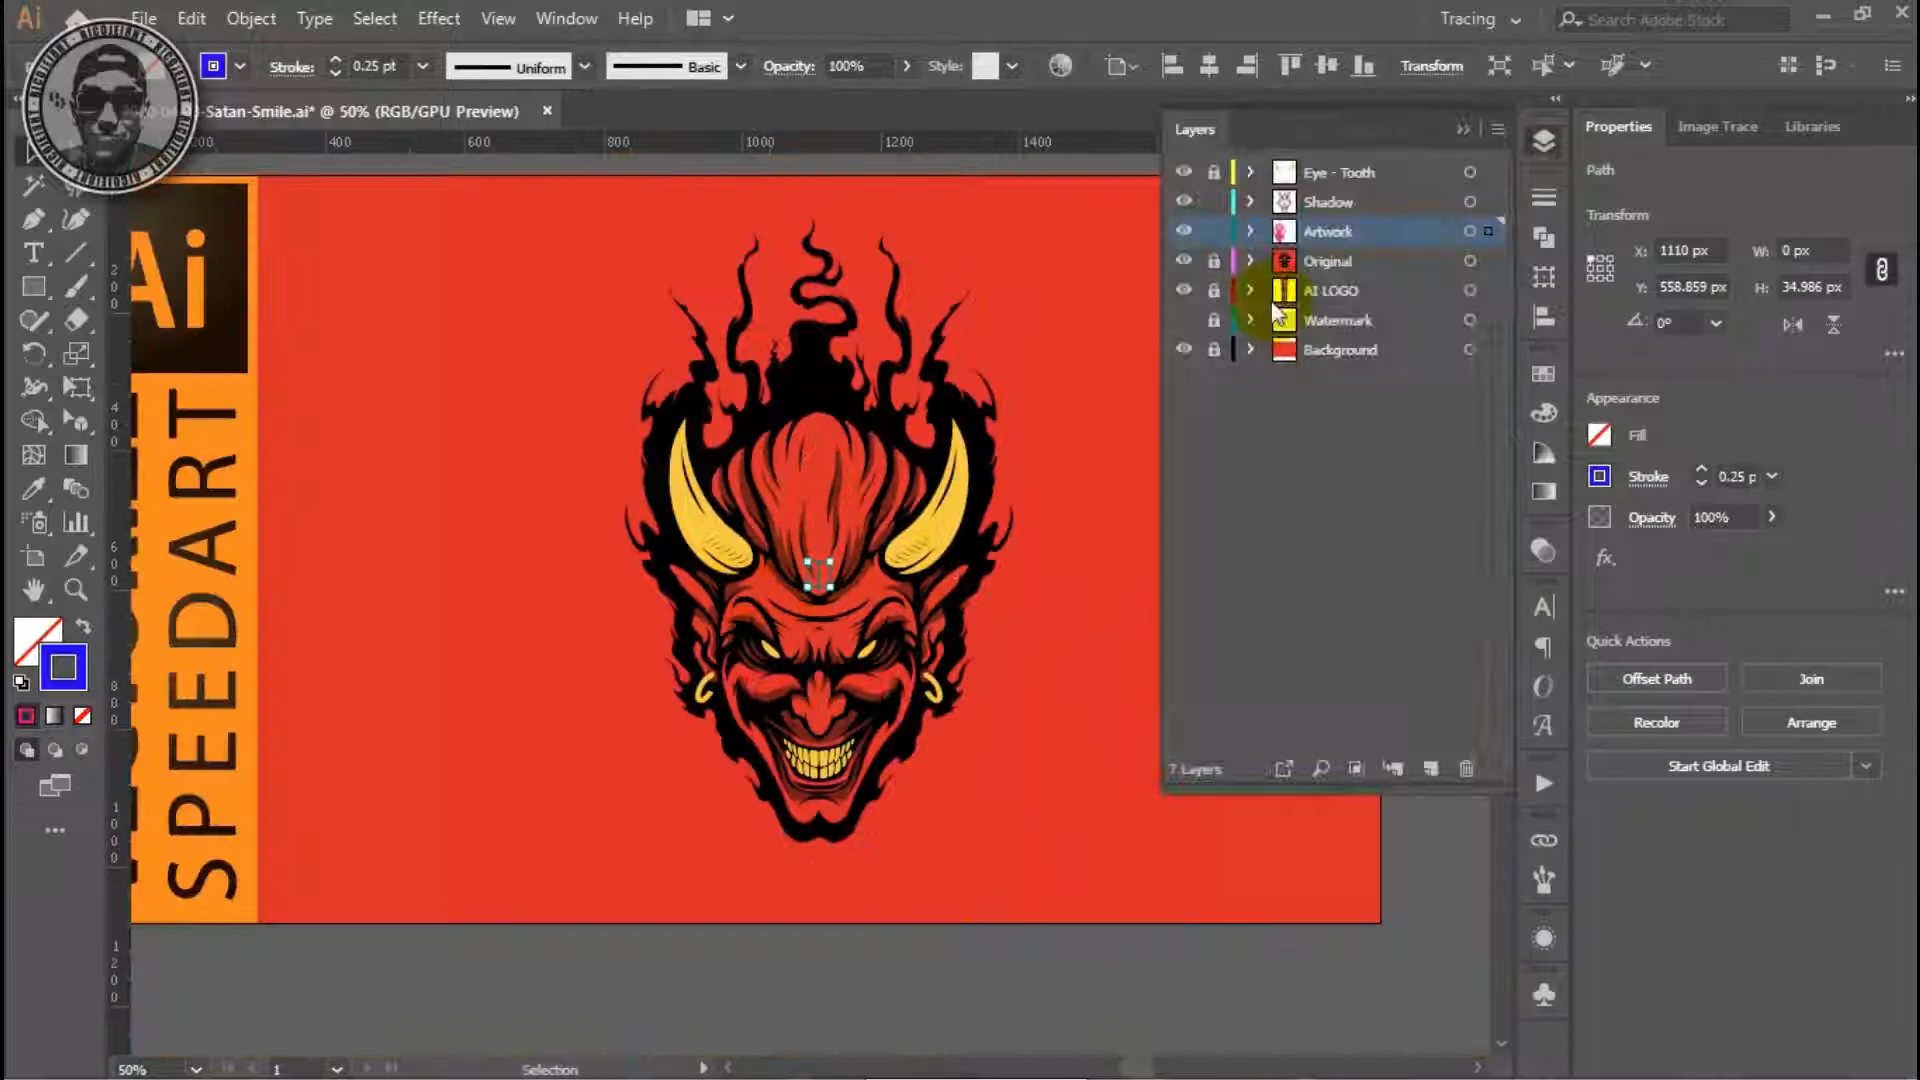 Ai File Edit Object Type Select Effect View Window Help Tracing Search Adobe Stock
Stroke: 0.25 pt Uniform Basic Opacity: 100% Style: Transform
-Satan-Smile.ai* @ 50% (RGB/GPU Preview)
400 600 800 1000 1200 1400
Ai
SPEEDART
Layers
Eye - Tooth
Shadow
Artwork
Original
AI LOGO
Watermark
Background
7 Layers
Properties Image Trace Libraries
Path
Transform
X: 1110 px W: 0 px
Y: 558.859 px H: 34.986 px
0°
Appearance
Fill
Stroke 0.25 p
Opacity 100%
fx.
Quick Actions
Offset Path Join
Recolor Arrange
Start Global Edit
50% 1 Selection